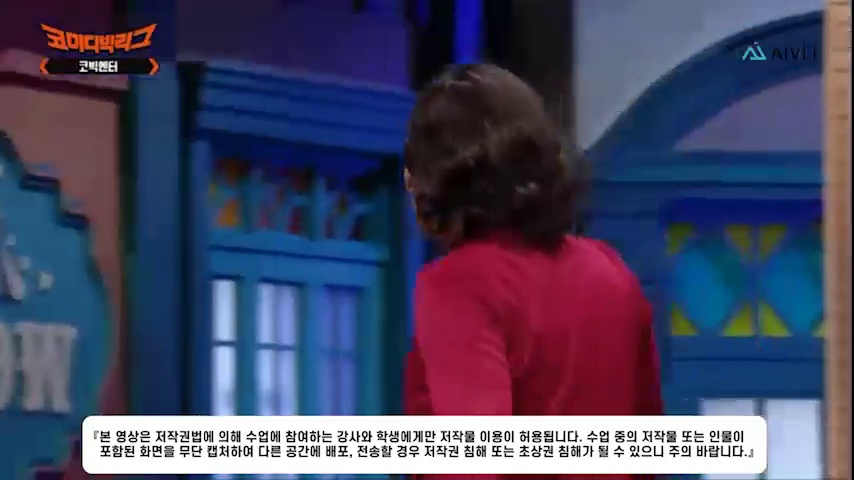 코미디빅리그
코빅엔터
『본 영상은 저작권법에 의해 수업에 참여하는 강사와 학생에게만 저작물 이용이 허용됩니다. 수업 중의 저작물 또는 인물이
포함된 화면을 무단 캡처하여 다른 공간에 배포, 전송할 경우 저작권 침해 또는 초상권 침해가 될 수 있으니 주의 바랍니다.』